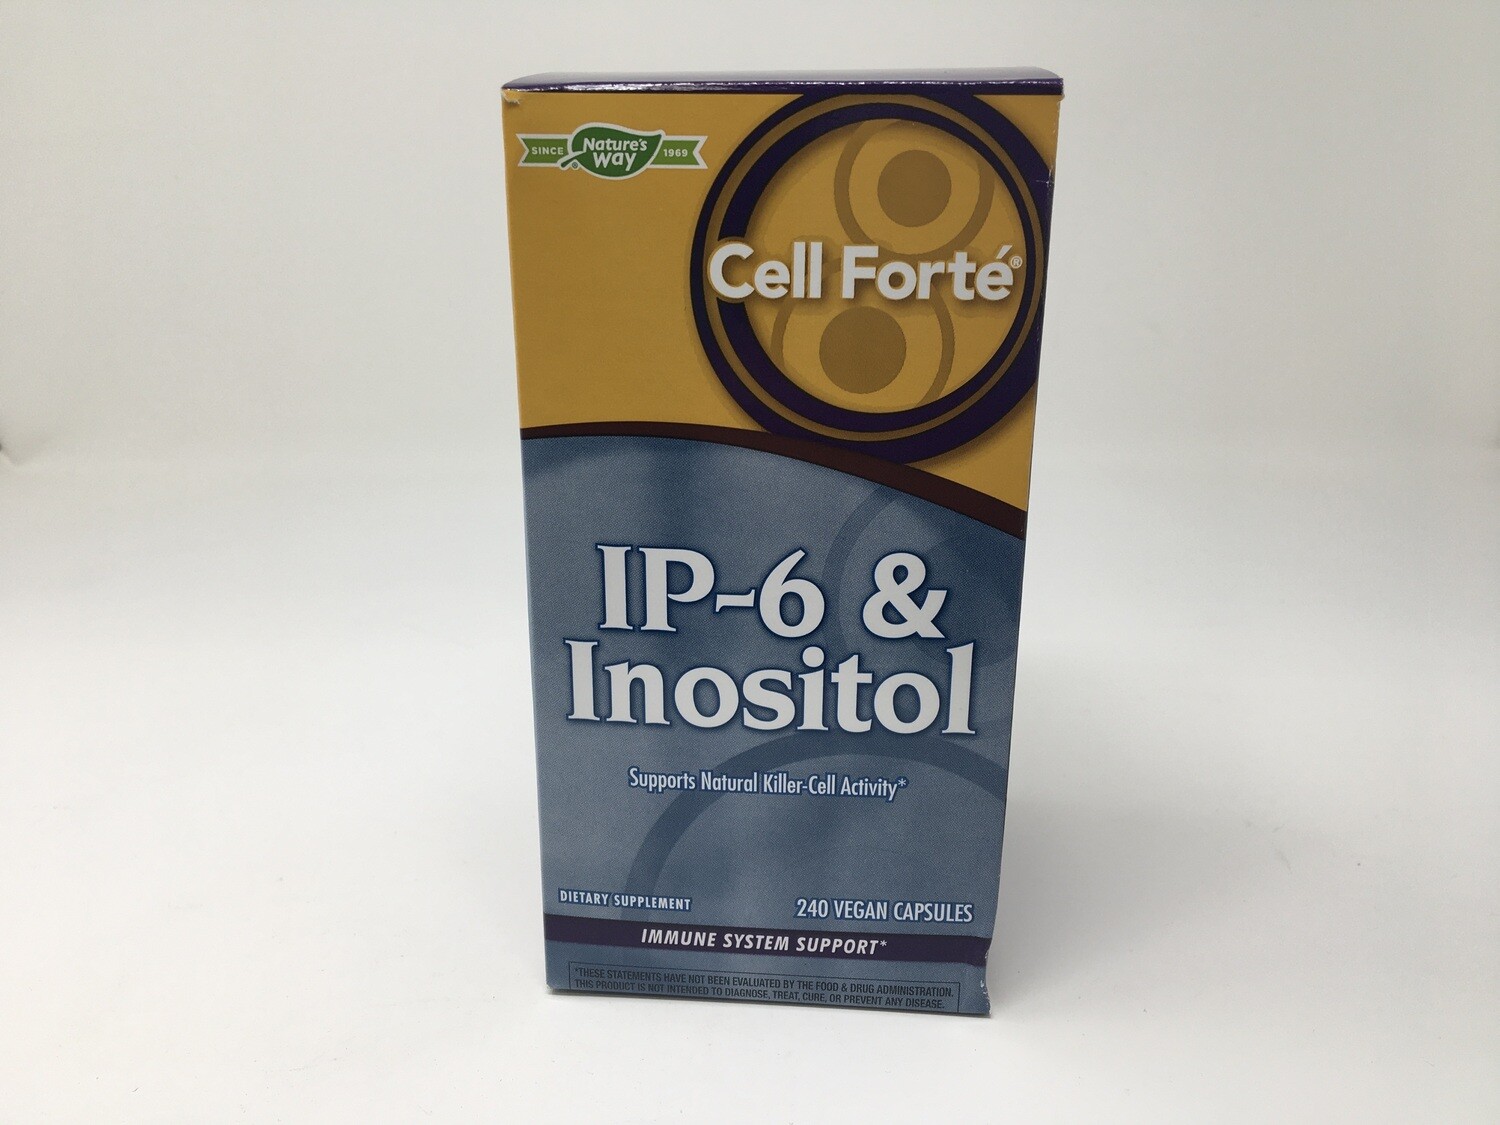 SINCE Nature's Way® 1969
Cell Forté®
IP-6 &
Inositol
Supports Natural Killer-Cell Activity*
DIETARY SUPPLEMENT
240 VEGAN CAPSULES
IMMUNE SYSTEM SUPPORT*
*THESE STATEMENTS HAVE NOT BEEN EVALUATED BY THE FOOD & DRUG ADMINISTRATION.
THIS PRODUCT IS NOT INTENDED TO DIAGNOSE, TREAT, CURE, OR PREVENT ANY DISEASE.